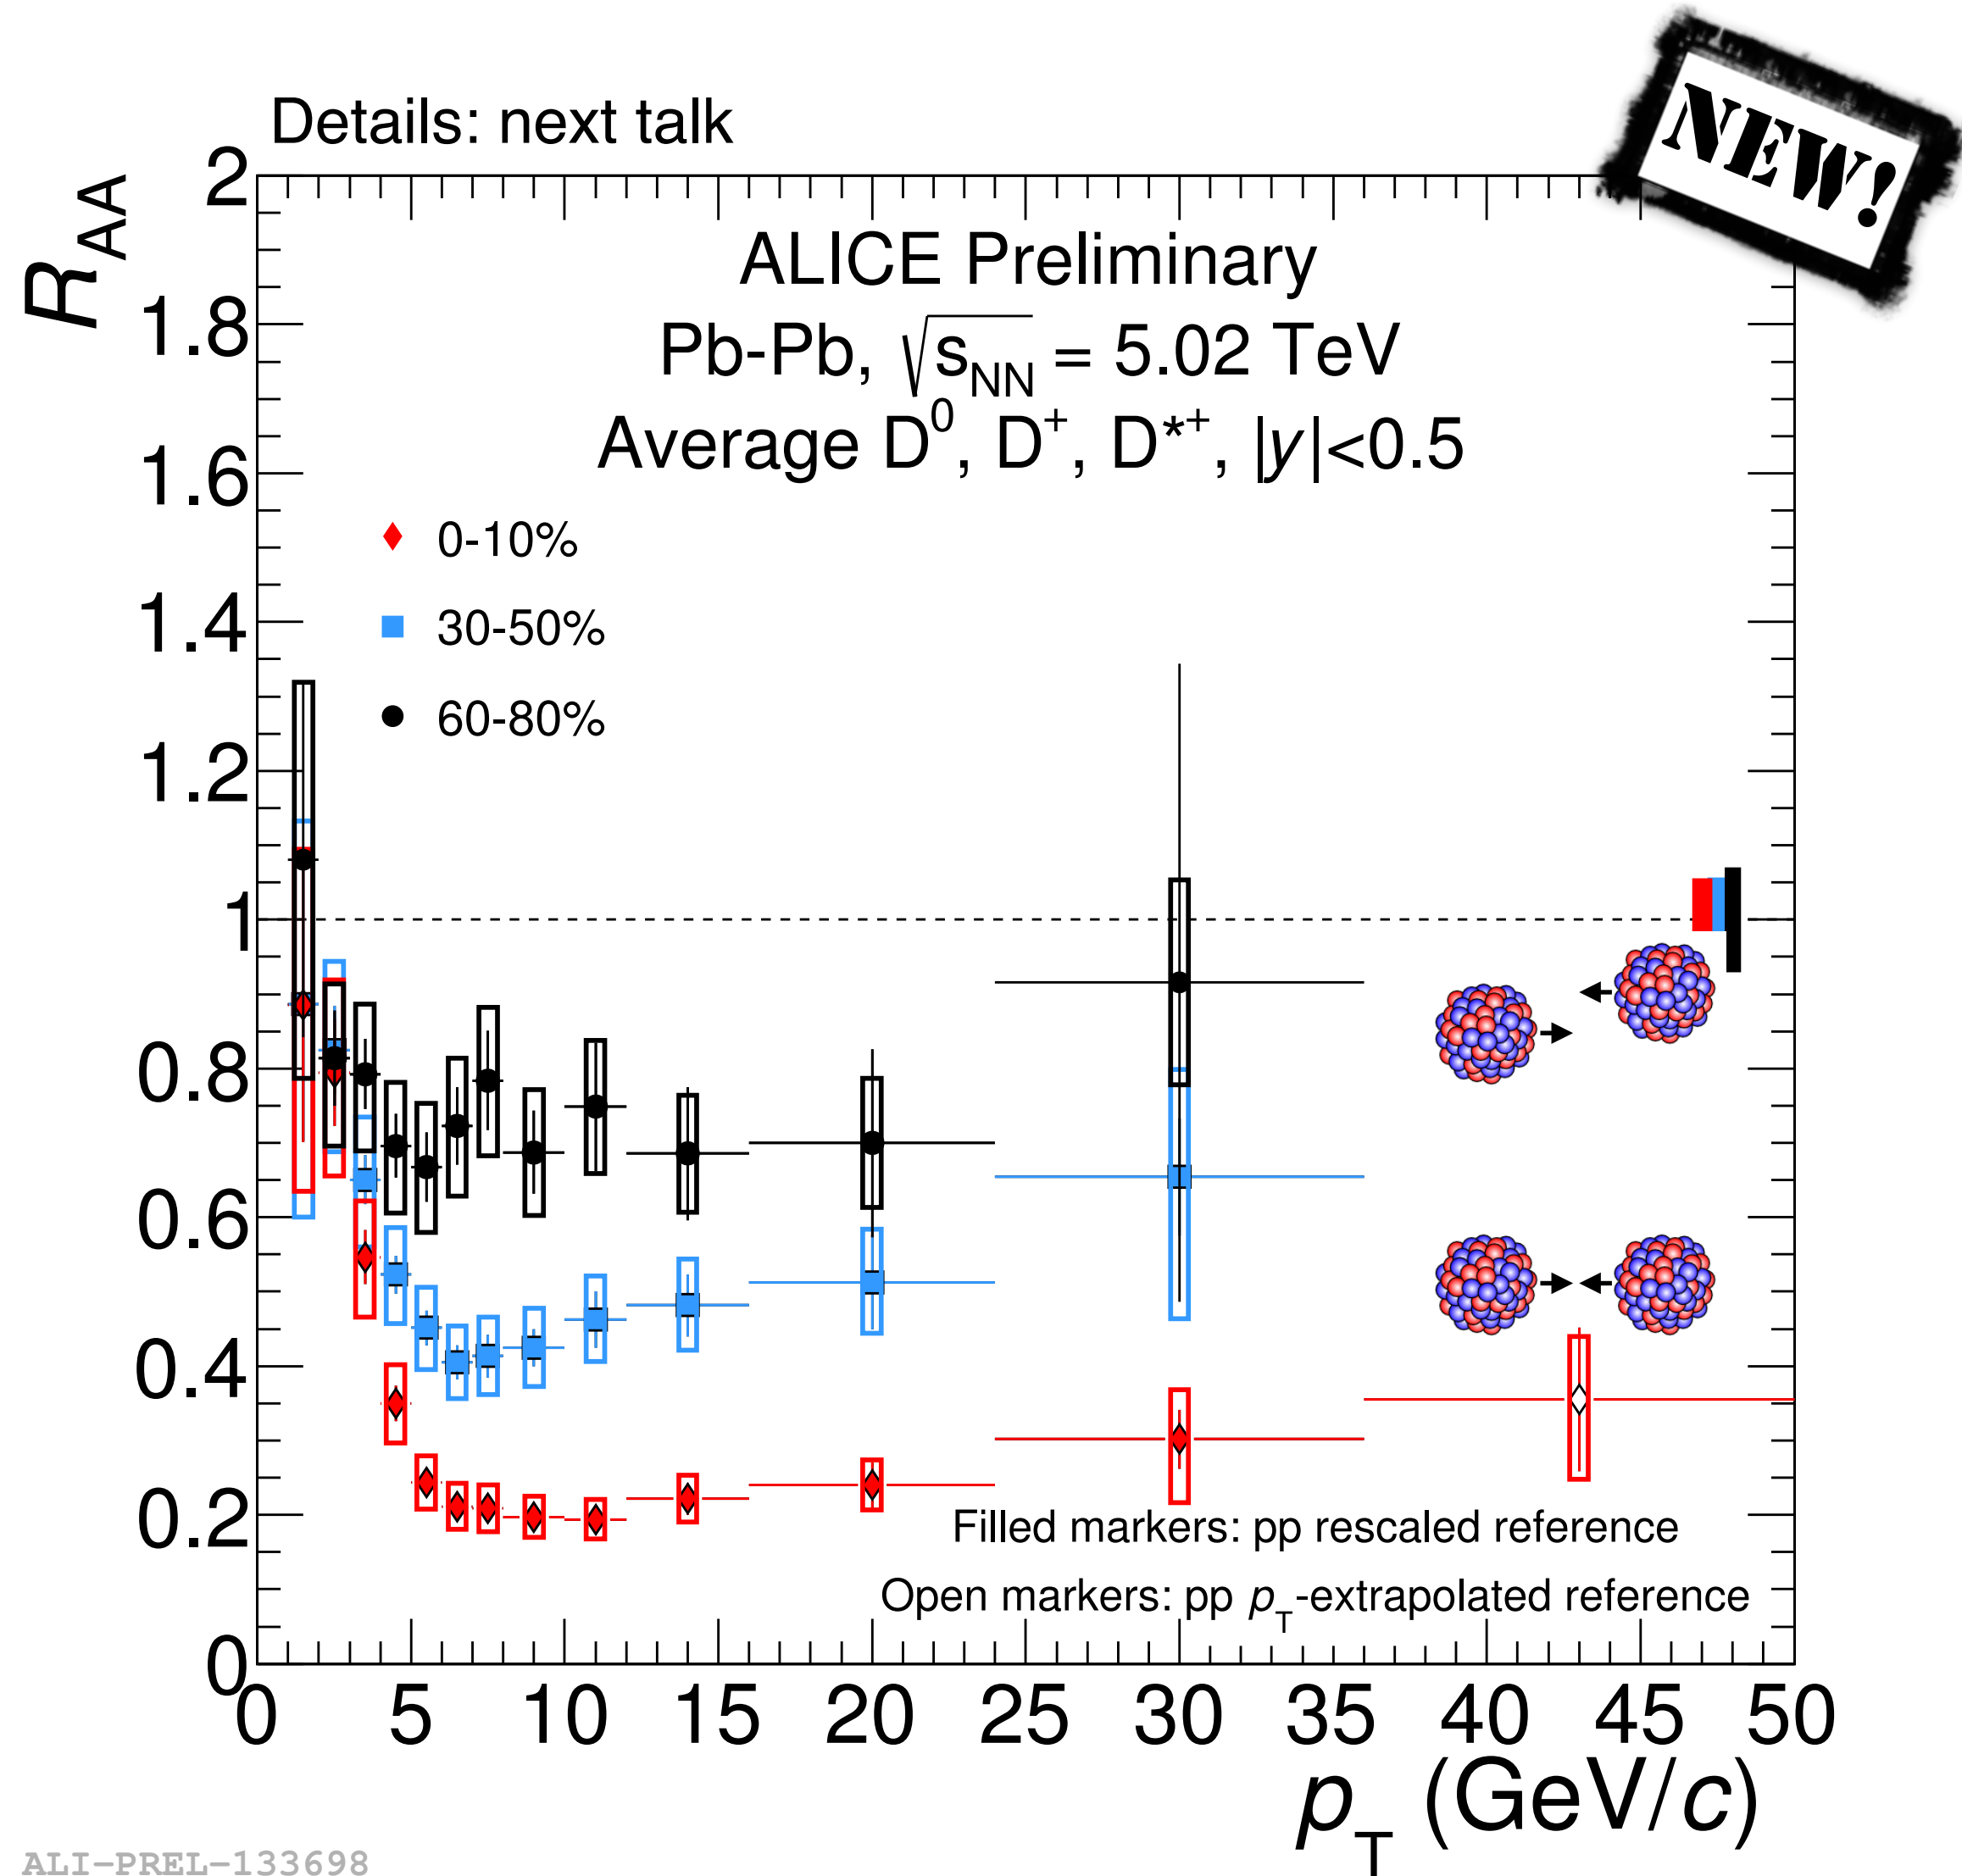 NEW!
Details: next talk
R_AA
2
1.8
1.6
1.4
1.2
1
0.8
0.6
0.4
0.2
0
ALICE Preliminary
Pb-Pb, √s_NN = 5.02 TeV
Average D⁰, D⁺, D*⁺, |y|<0.5
0-10%
30-50%
60-80%
Filled markers: pp rescaled reference
Open markers: pp p_T-extrapolated reference
0 5 10 15 20 25 30 35 40 45 50
p_T (GeV/c)
ALI-PREL-133698